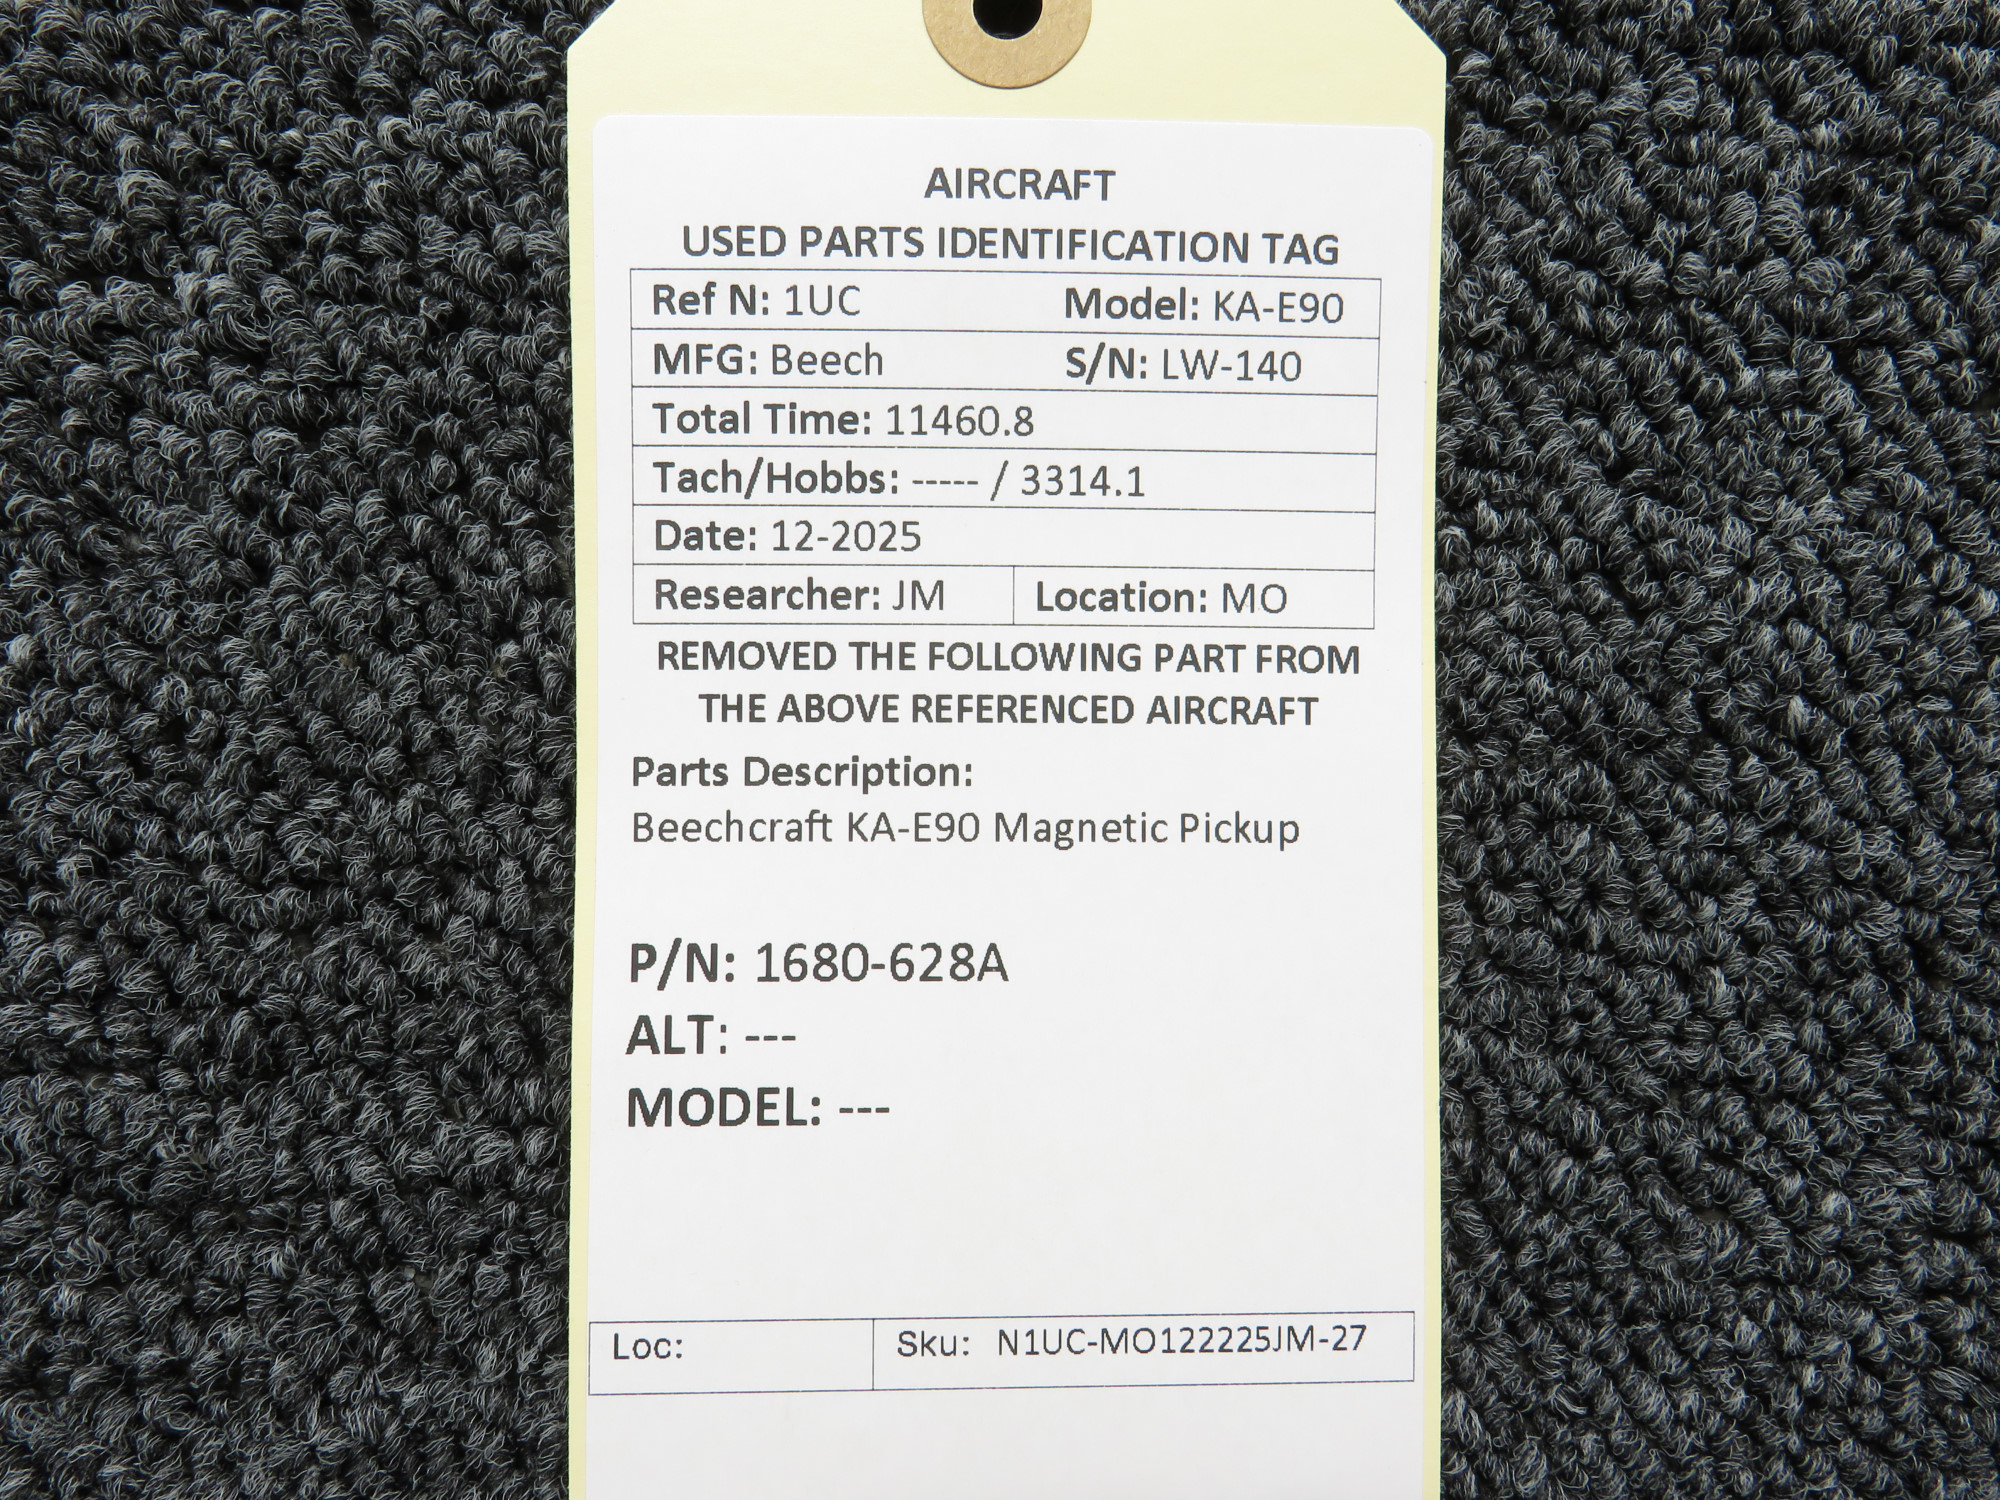 AIRCRAFT
USED PARTS IDENTIFICATION TAG
Ref N: 1UC Model: KA-E90
MFG: Beech S/N: LW-140
Total Time: 11460.8
Tach/Hobbs: ----- / 3314.1
Date: 12-2025
Researcher: JM Location: MO
REMOVED THE FOLLOWING PART FROM
THE ABOVE REFERENCED AIRCRAFT
Parts Description:
Beechcraft KA-E90 Magnetic Pickup
P/N: 1680-628A
ALT: ---
MODEL: ---
Loc: Sku: N1UC-MO122225JM-27